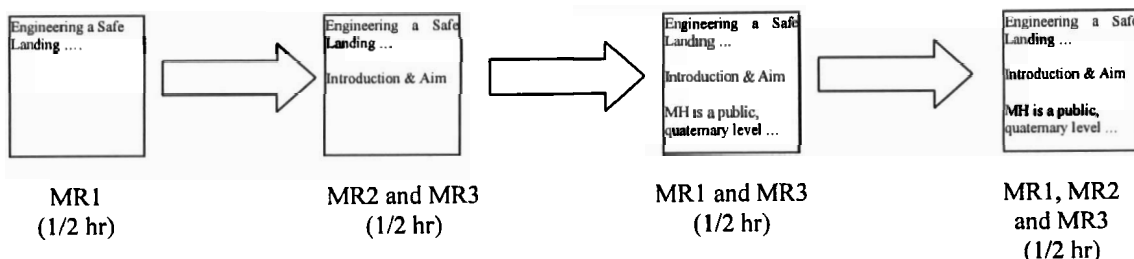 Engineering a Safe
Landing ....
MR1
(1/2 hr)
Engineering a Safe
Landing ...
Introduction & Aim
MR2 and MR3
(1/2 hr)
Engineering a Safe
Landing ...
Introduction & Aim
MH is a public,
quaternary level ...
MR1 and MR3
(1/2 hr)
Engineering a Safe
Landing ...
Introduction & Aim
MH is a public,
quaternary level ...
MR1, MR2
and MR3
(1/2 hr)